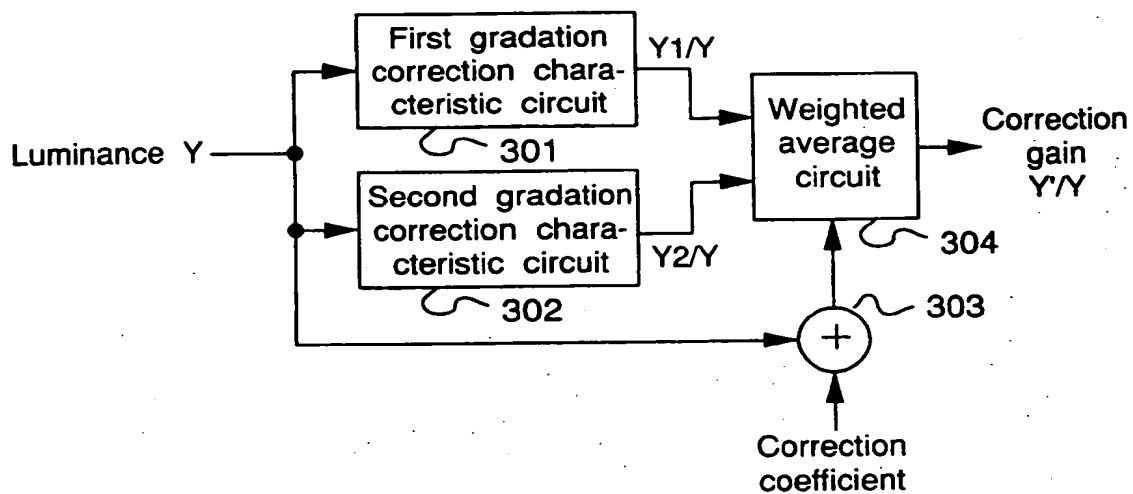 First gradation
correction chara-
cteristic circuit
Y1/Y
301
Luminance Y
Second gradation
correction chara-
cteristic circuit
Y2/Y
302
Weighted
average
circuit
304
Correction
gain
Y'/Y
303
+
Correction
coefficient